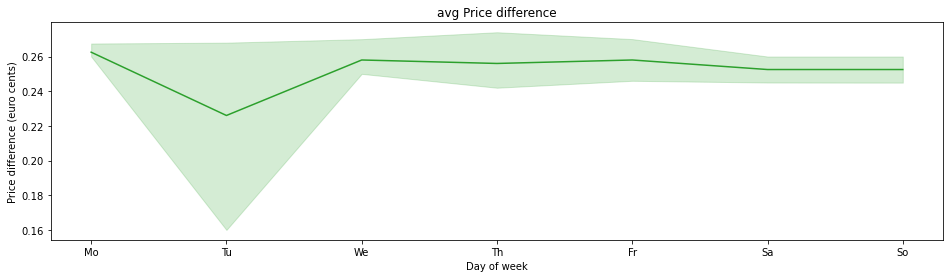 avg Price difference
Price difference (euro cents)
0.26
0.24
0.22
0.20
0.18
0.16
Mo Tu We Th Fr Sa So
Day of week